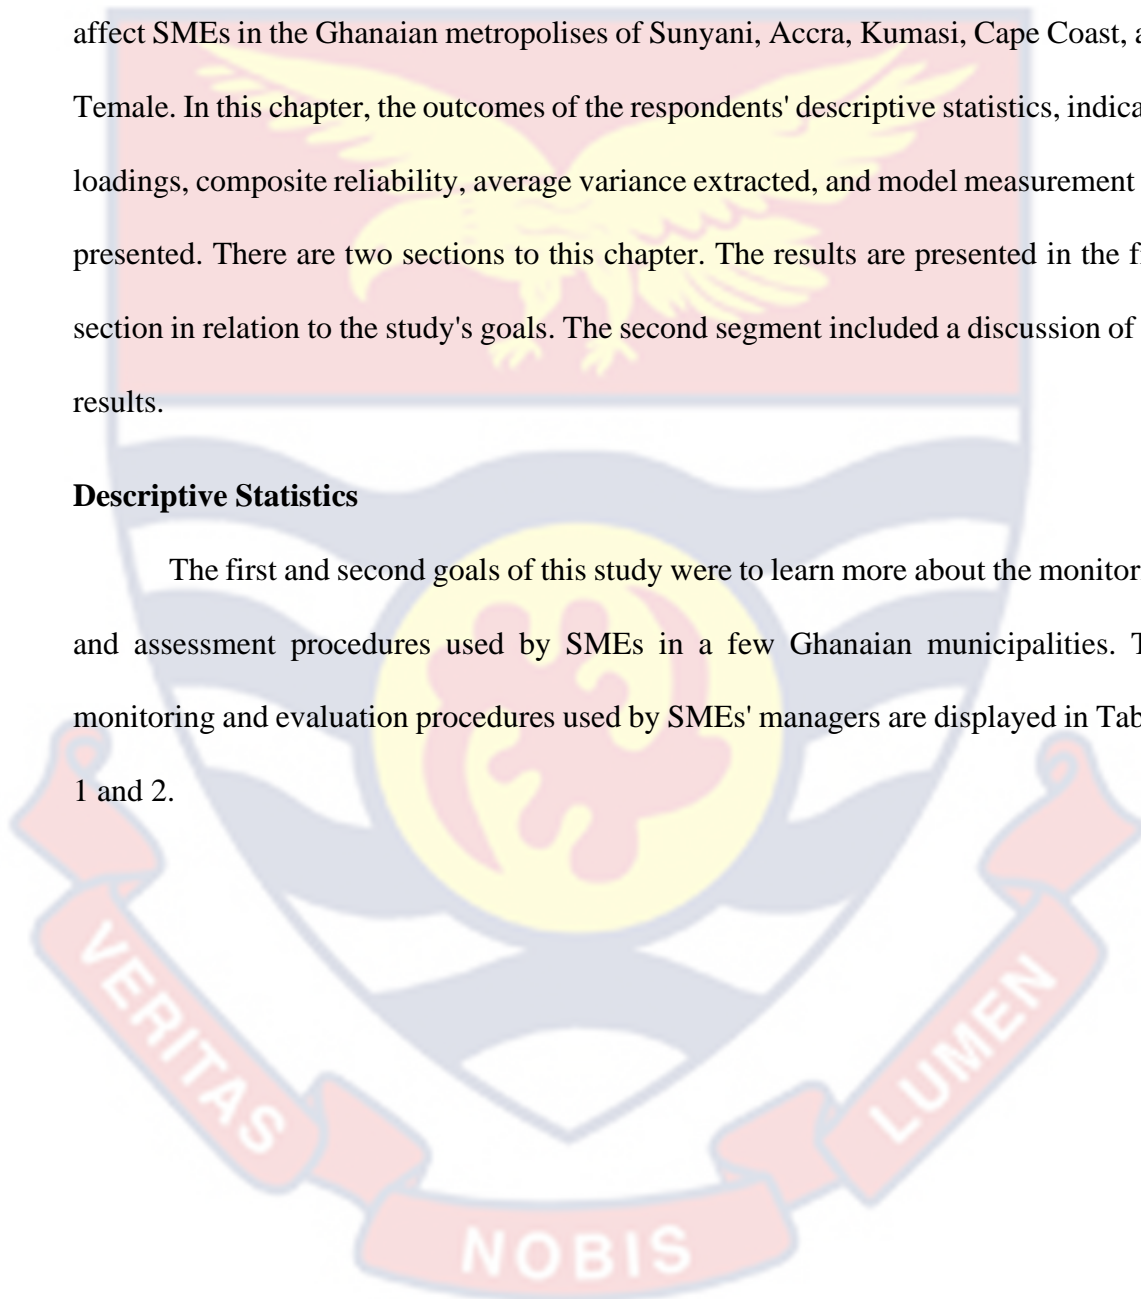 affect SMEs in the Ghanaian metropolises of Sunyani, Accra, Kumasi, Cape Coast, a
Temale. In this chapter, the outcomes of the respondents' descriptive statistics, indica
loadings, composite reliability, average variance extracted, and model measurement
presented. There are two sections to this chapter. The results are presented in the fi
section in relation to the study's goals. The second segment included a discussion of
results.
Descriptive Statistics
The first and second goals of this study were to learn more about the monitori
and assessment procedures used by SMEs in a few Ghanaian municipalities. T
monitoring and evaluation procedures used by SMEs' managers are displayed in Tab
1 and 2.
VERITAS
NOBIS
LUMEN